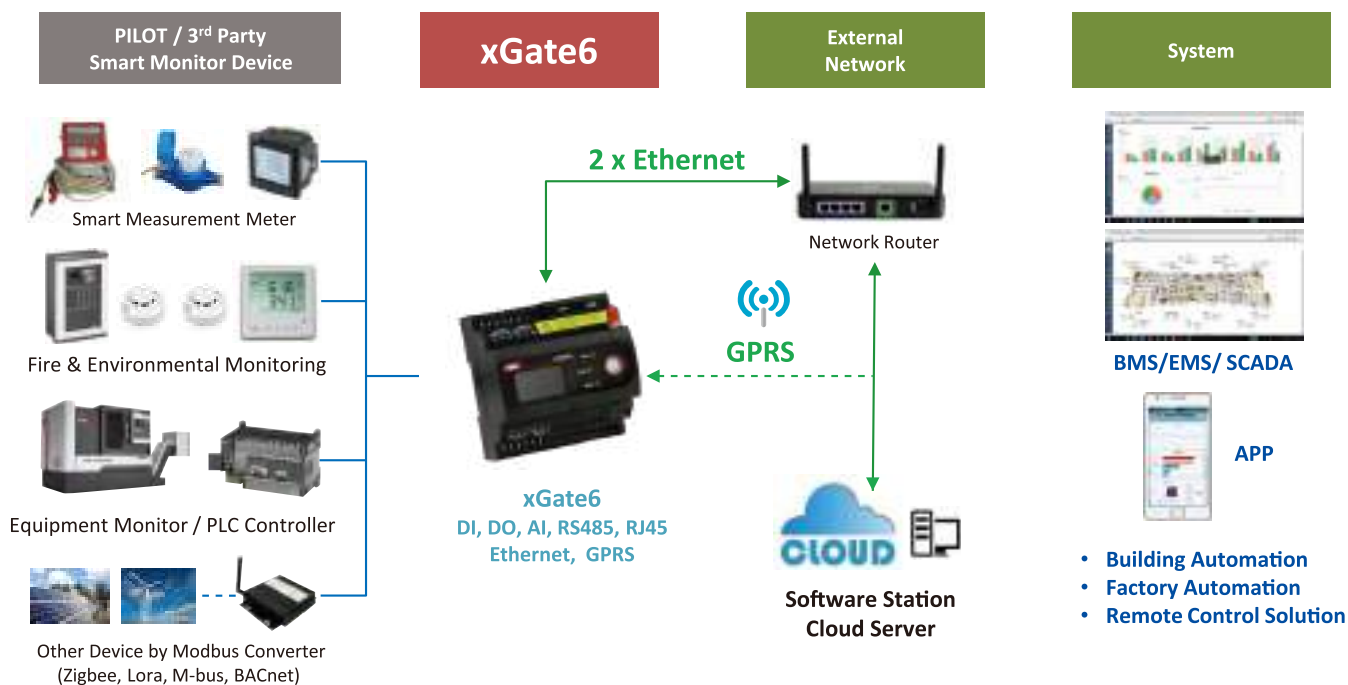 PILOT / 3rd Party
Smart Monitor Device
xGate6
External
Network
System
Smart Measurement Meter
Fire & Environmental Monitoring
Equipment Monitor / PLC Controller
Other Device by Modbus Converter
(Zigbee, Lora, M-bus, BACnet)
2 x Ethernet
GPRS
xGate6
DI, DO, AI, RS485, RJ45
Ethernet, GPRS
Network Router
CLOUD
Software Station
Cloud Server
BMS/EMS/ SCADA
APP
• Building Automation
• Factory Automation
• Remote Control Solution